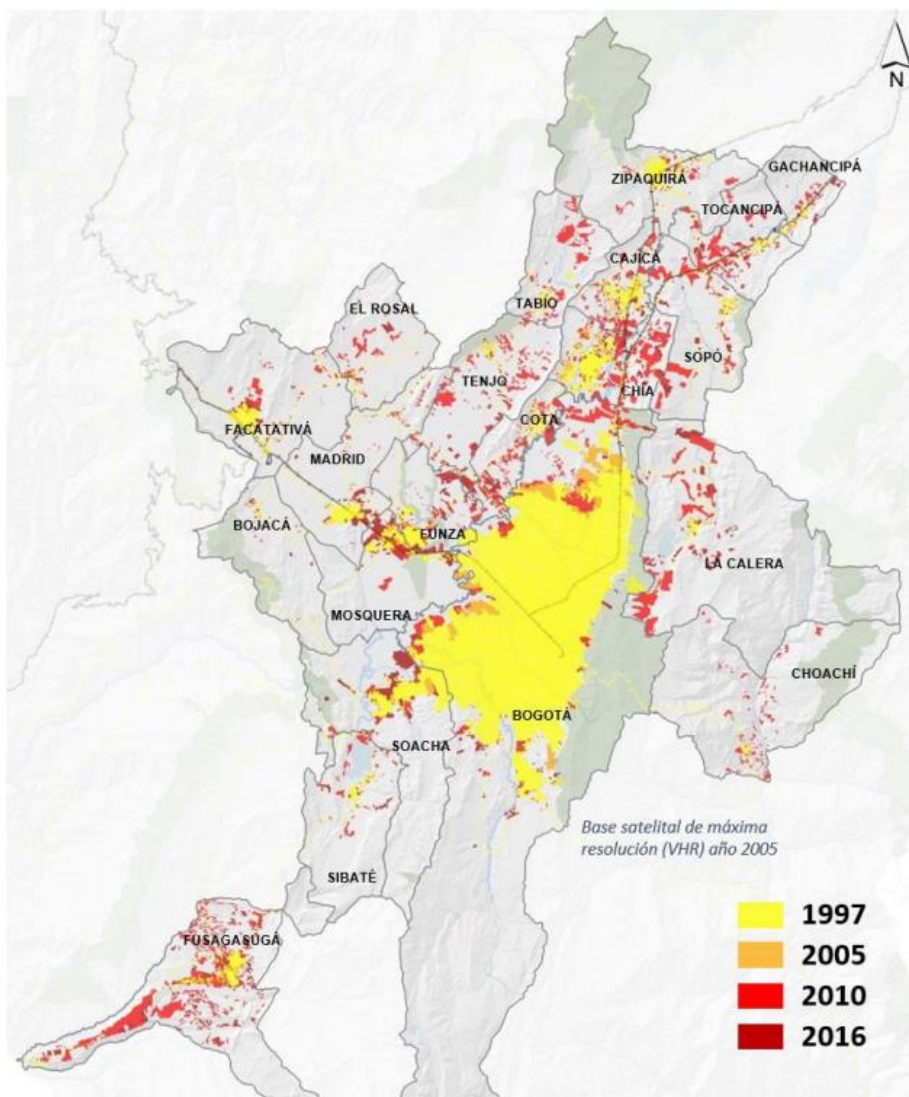 N
GACHANCIPÁ
ZIPAQUIRÁ
TOCANCIPÁ
CAJICÁ
TABIO
EL ROSAL
SOPÓ
TENJO
CHÍA
COTA
FACATATIVÁ
MADRID
BOJACÁ
FUNZA
LA CALERA
MOSQUERA
CHOACHÍ
BOGOTÁ
SOACHA
Base satelital de máxima
resolución (VHR) año 2005
SIBATÉ
1997
FUSAGASUGÁ
2005
2010
2016